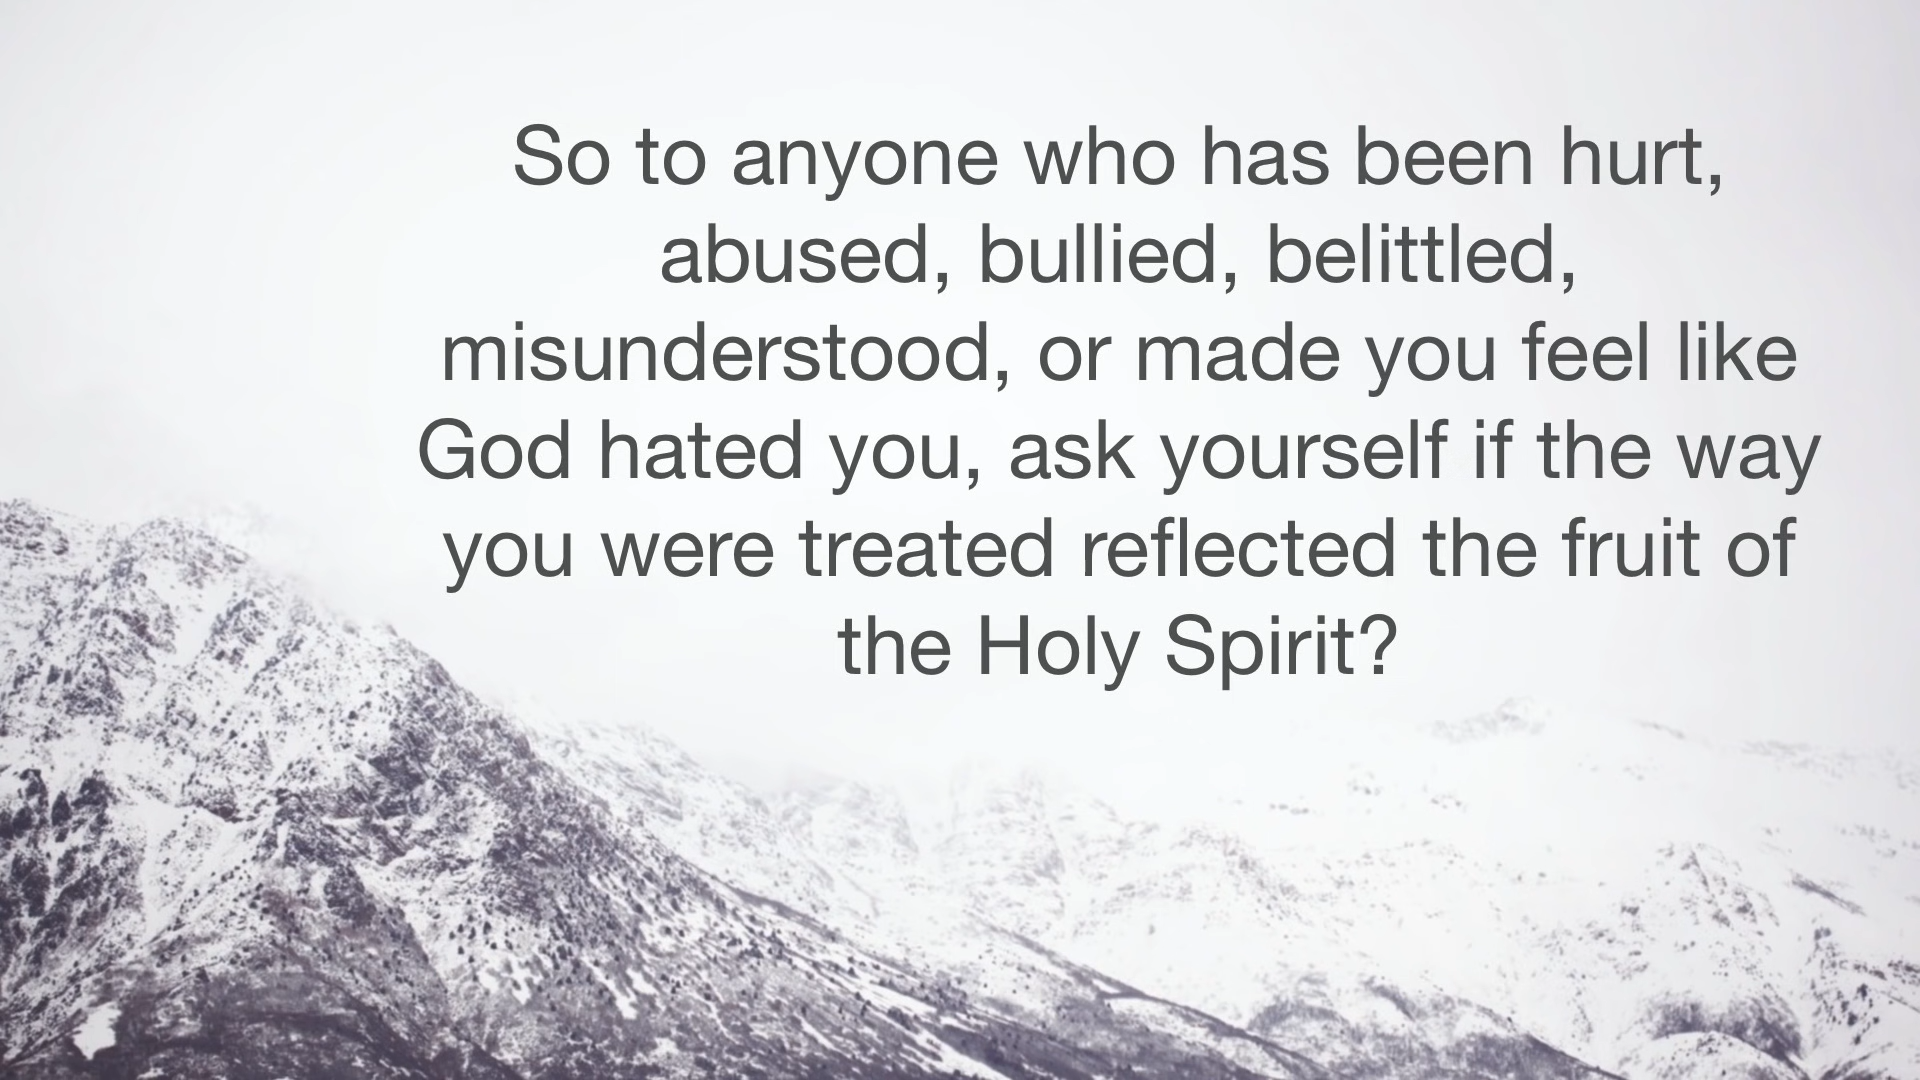 So to anyone who has been hurt,
abused, bullied, belittled,
misunderstood, or made you feel like
God hated you, ask yourself if the way
you were treated reflected the fruit of
the Holy Spirit?